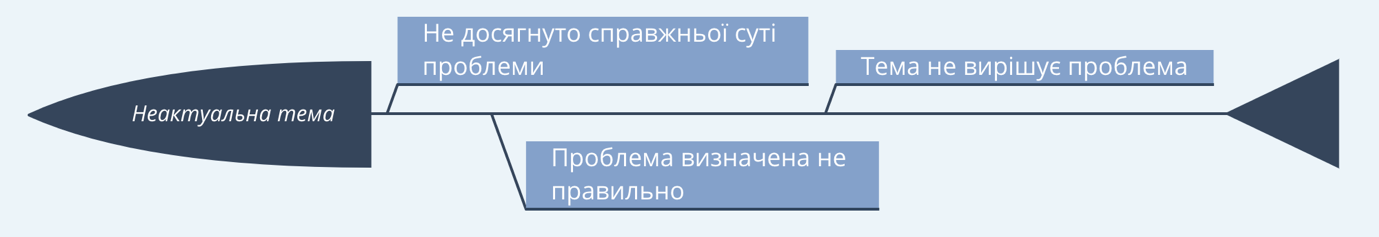 Не досягнуто справжньої суті
проблеми
Тема не вирішує проблема
Неактуальна тема
Проблема визначена не
правильно